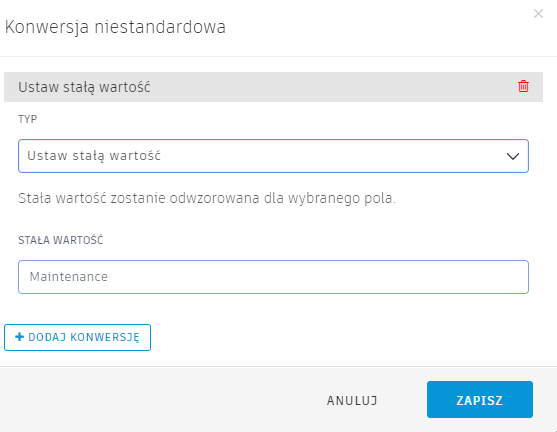 Konwersja niestandardowa
Ustaw stałą wartość
TYP
Ustaw stałą wartość
Stała wartość zostanie odwzorowana dla wybranego pola.
STAŁA WARTOŚĆ
Maintenance
+ DODAJ KONWERSJĘ
ANULUJ ZAPISZ